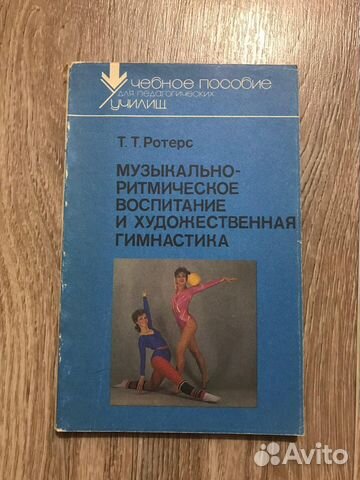 Учебное пособие
для педагогических
училищ
Т. Т. Ротерс
МУЗЫКАЛЬНО-
РИТМИЧЕСКОЕ
ВОСПИТАНИЕ
И ХУДОЖЕСТВЕННАЯ
ГИМНАСТИКА
Avito